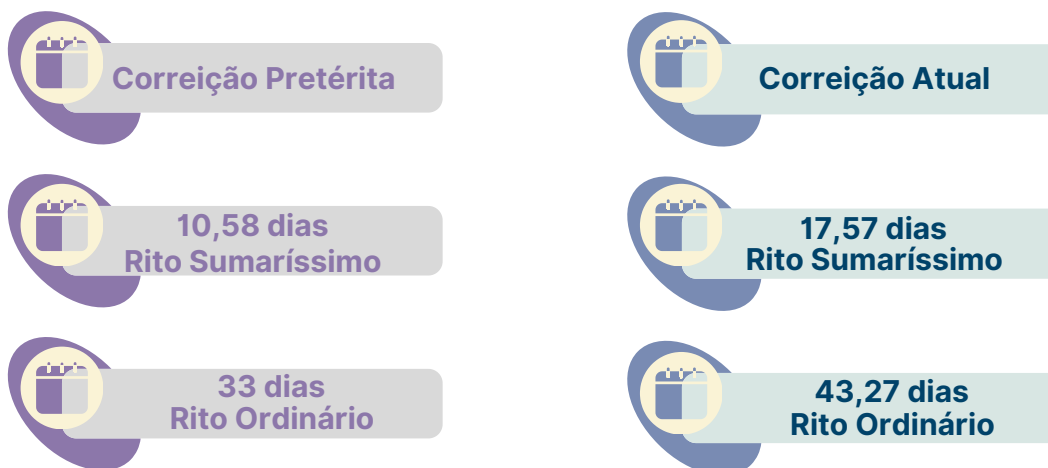 Correição Pretérita
10,58 dias
Rito Sumaríssimo
33 dias
Rito Ordinário
Correição Atual
17,57 dias
Rito Sumaríssimo
43,27 dias
Rito Ordinário